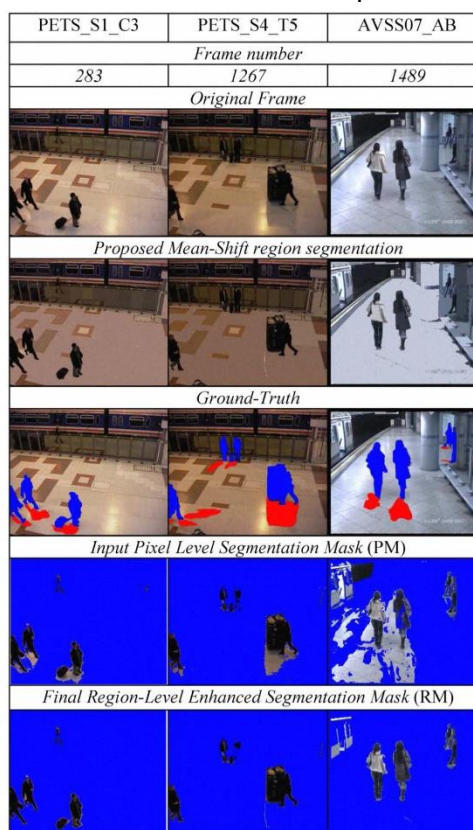 PETS_S1_C3 PETS_S4_T5 AVSS07_AB
Frame number
283 1267 1489
Original Frame
Proposed Mean-Shift region segmentation
Ground-Truth
Input Pixel Level Segmentation Mask (PM)
Final Region-Level Enhanced Segmentation Mask (RM)